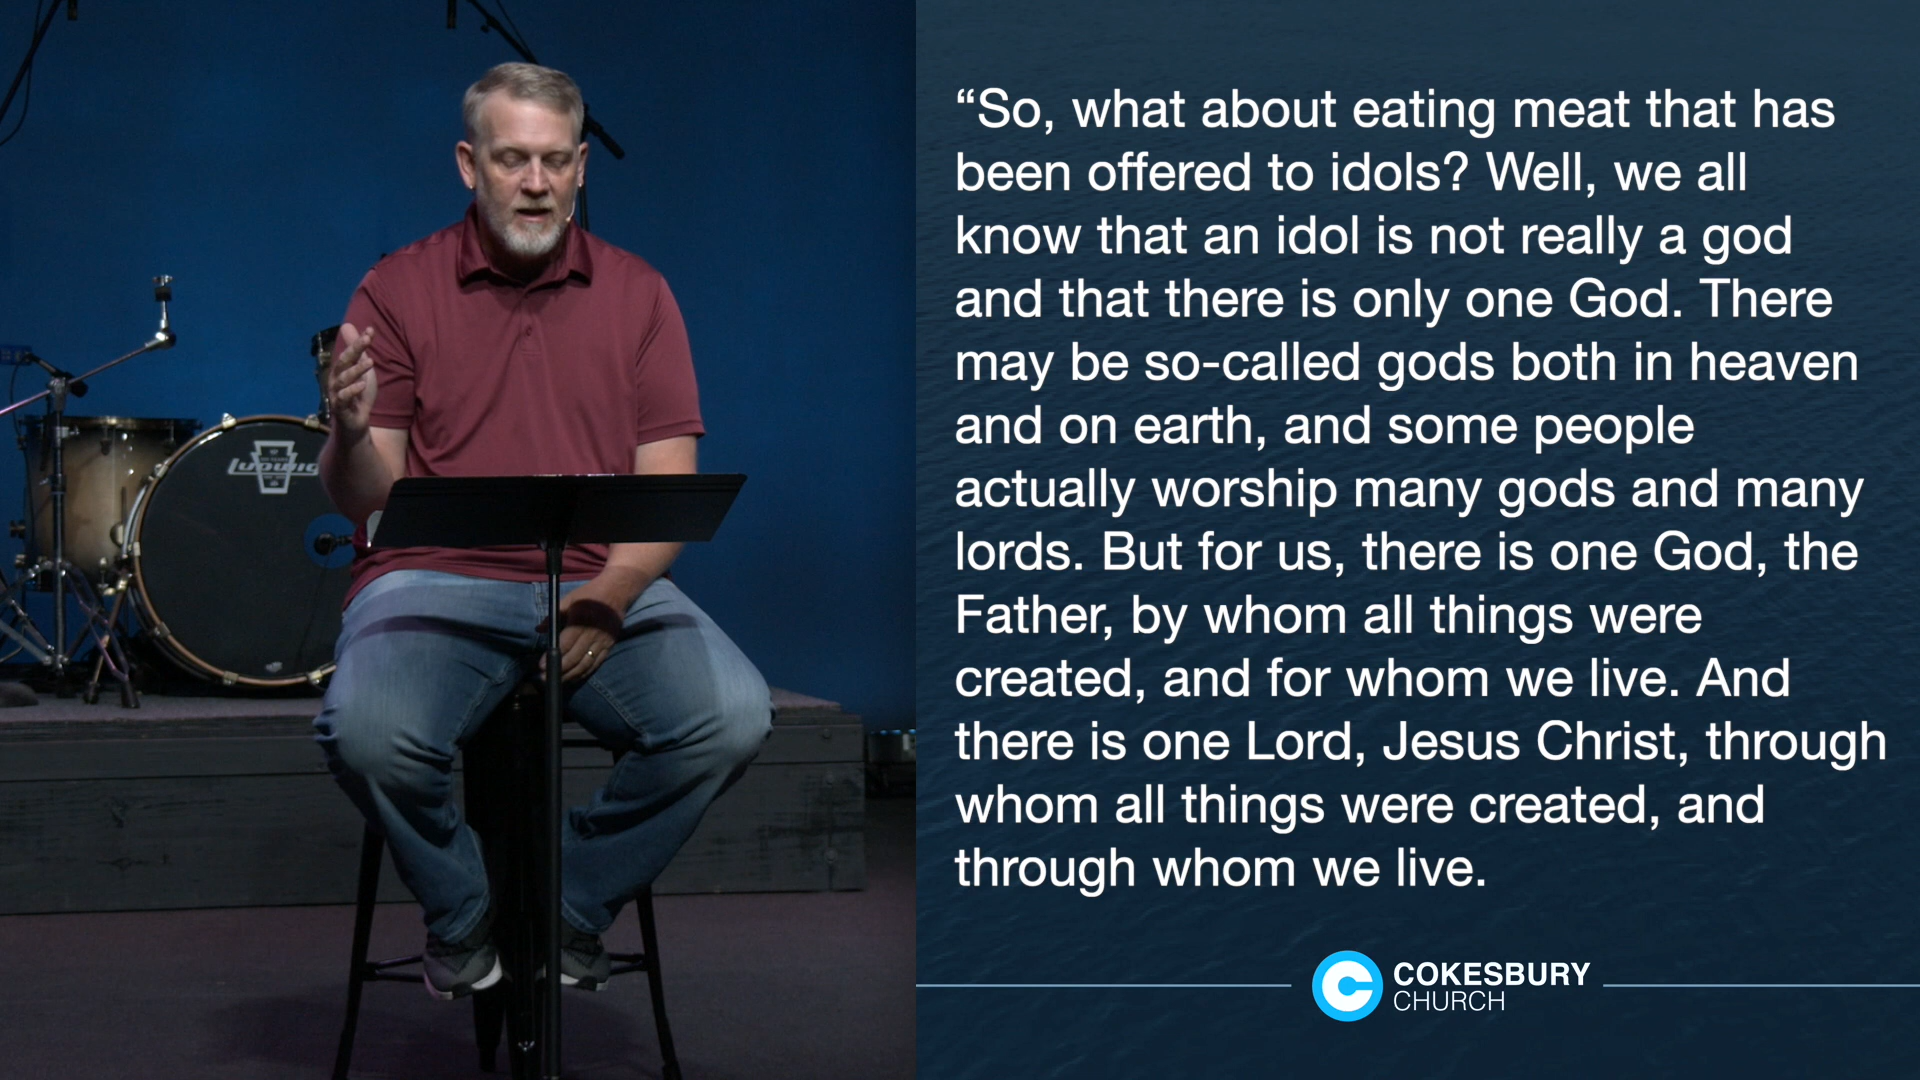 “So, what about eating meat that has
been offered to idols? Well, we all
know that an idol is not really a god
and that there is only one God. There
may be so-called gods both in heaven
and on earth, and some people
actually worship many gods and many
lords. But for us, there is one God, the
Father, by whom all things were
created, and for whom we live. And
there is one Lord, Jesus Christ, through
whom all things were created, and
through whom we live.
COKESBURY
CHURCH
Ludwig